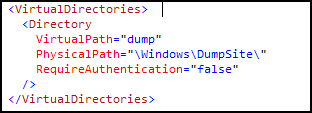 <VirtualDirectories>
<Directory
VirtualPath="dump"
PhysicalPath="\Windows\DumpSite\"
RequireAuthentication="false"
/>
</VirtualDirectories>